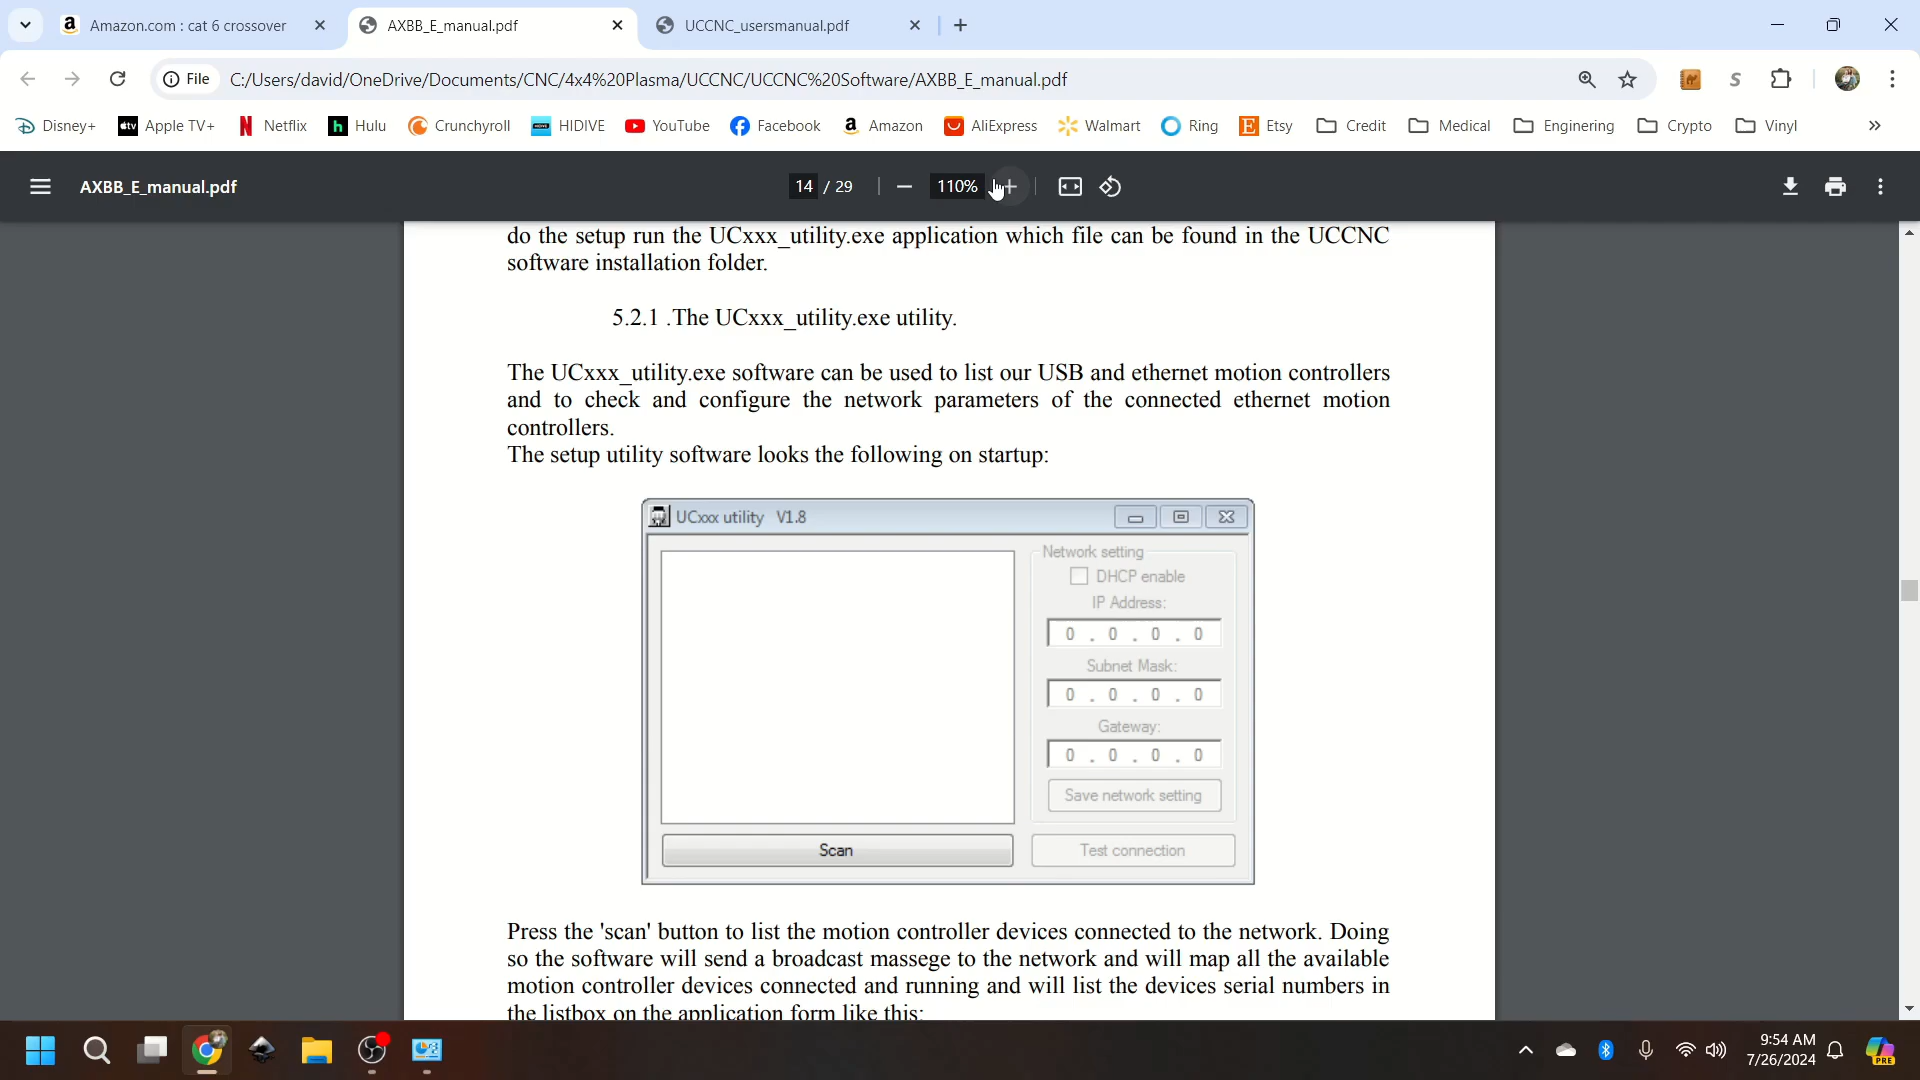 Amazon.com : cat 6 crossover
AXBB_E_manual.pdf
UCCNC_usersmanual.pdf
File
C:/Users/david/OneDrive/Documents/CNC/4x4%20Plasma/UCCNC/UCCNC%20Software/AXBB_E_manual.pdf
Disney+
Apple TV+
Netflix
Hulu
Crunchyroll
HIDIVE
YouTube
Facebook
Amazon
AliExpress
Walmart
Ring
Etsy
Credit
Medical
Enginering
Crypto
Vinyl
AXBB_E_manual.pdf
14 / 29
110%
do the setup run the UCxxx_utility.exe application which file can be found in the UCCNC
software installation folder.
5.2.1 .The UCxxx_utility.exe utility.
The UCxxx_utility.exe software can be used to list our USB and ethernet motion controllers
and to check and configure the network parameters of the connected ethernet motion
controllers.
The setup utility software looks the following on startup:
UCxxx utility V1.8
Network setting
DHCP enable
IP Address:
0 . 0 . 0 . 0
Subnet Mask:
0 . 0 . 0 . 0
Gateway:
0 . 0 . 0 . 0
Save network setting
Scan
Test connection
Press the 'scan' button to list the motion controller devices connected to the network. Doing
so the software will send a broadcast massege to the network and will map all the available
motion controller devices connected and running and will list the devices serial numbers in
the listbox on the application form like this:
9:54 AM
7/26/2024
PRE